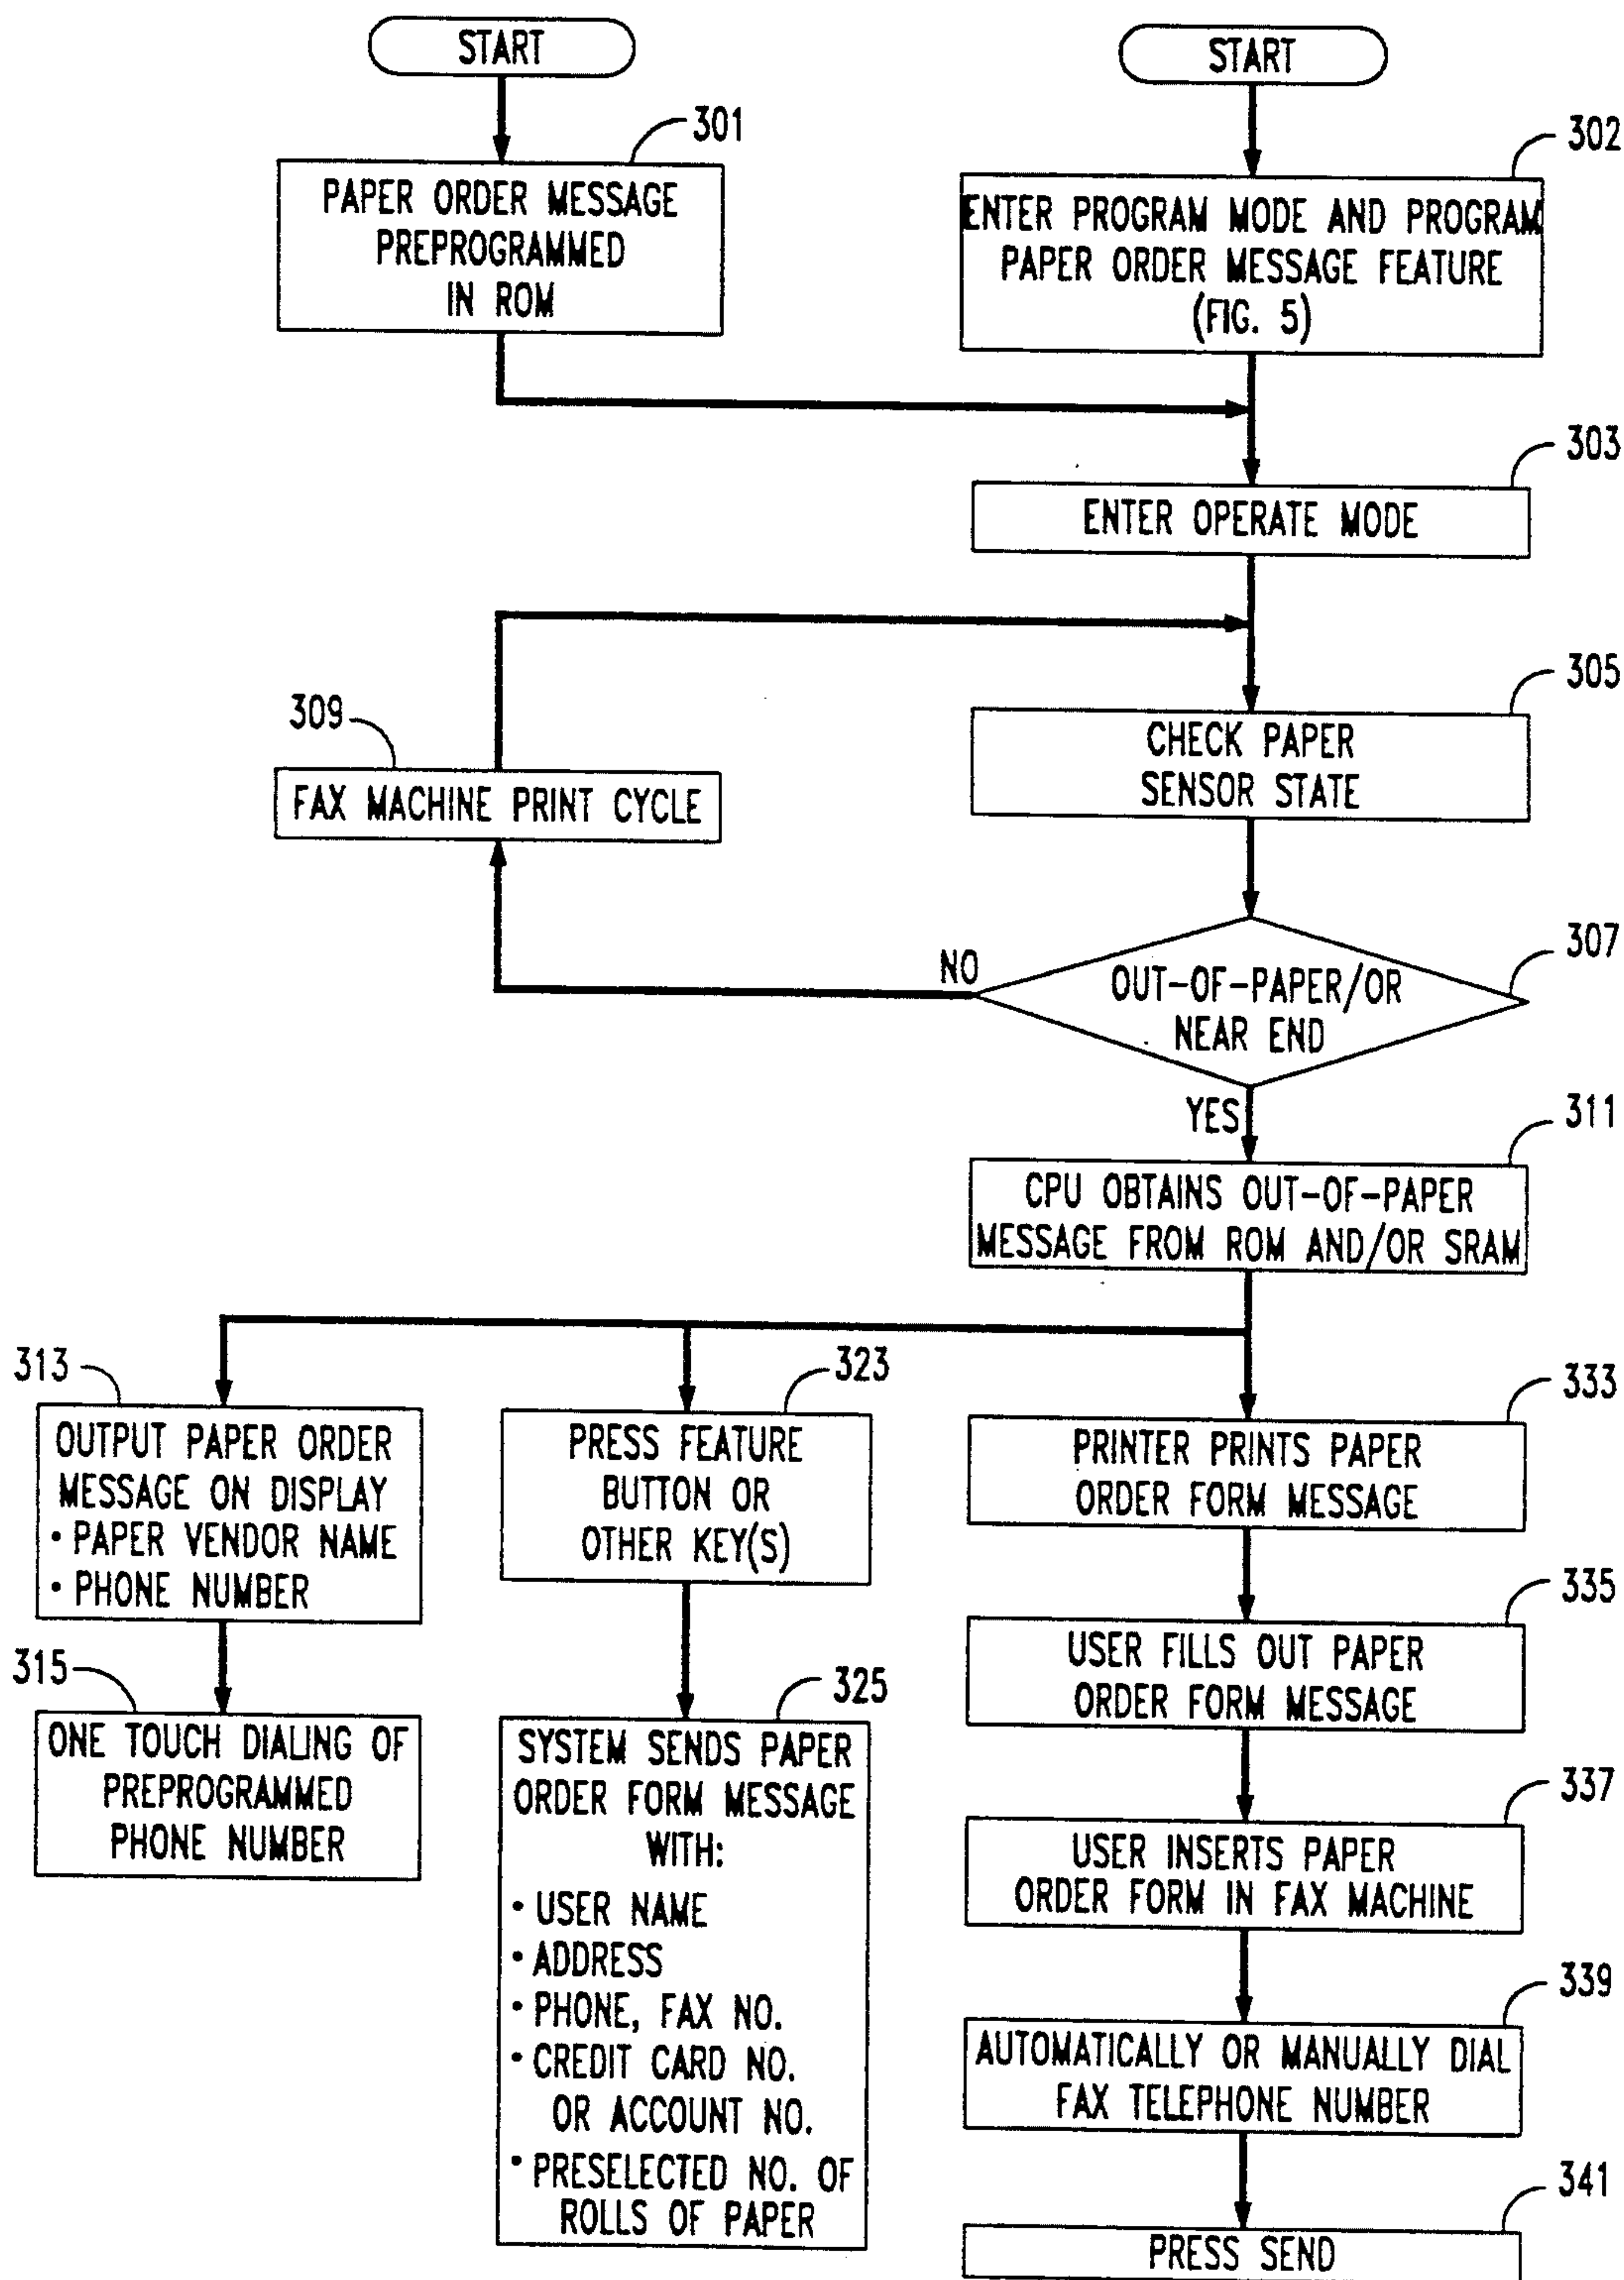 START
START
301
PAPER ORDER MESSAGE
PREPROGRAMMED
IN ROM
302
ENTER PROGRAM MODE AND PROGRAM
PAPER ORDER MESSAGE FEATURE
(FIG. 5)
303
ENTER OPERATE MODE
305
CHECK PAPER
SENSOR STATE
309
FAX MACHINE PRINT CYCLE
307
NO
OUT-OF-PAPER/OR
NEAR END
YES
311
CPU OBTAINS OUT-OF-PAPER
MESSAGE FROM ROM AND/OR SRAM
313
OUTPUT PAPER ORDER
MESSAGE ON DISPLAY
• PAPER VENDOR NAME
• PHONE NUMBER
315
ONE TOUCH DIALING OF
PREPROGRAMMED
PHONE NUMBER
323
PRESS FEATURE
BUTTON OR
OTHER KEY(S)
325
SYSTEM SENDS PAPER
ORDER FORM MESSAGE
WITH:
• USER NAME
• ADDRESS
• PHONE, FAX NO.
• CREDIT CARD NO.
OR ACCOUNT NO.
• PRESELECTED NO. OF
ROLLS OF PAPER
333
PRINTER PRINTS PAPER
ORDER FORM MESSAGE
335
USER FILLS OUT PAPER
ORDER FORM MESSAGE
337
USER INSERTS PAPER
ORDER FORM IN FAX MACHINE
339
AUTOMATICALLY OR MANUALLY DIAL
FAX TELEPHONE NUMBER
341
PRESS SEND